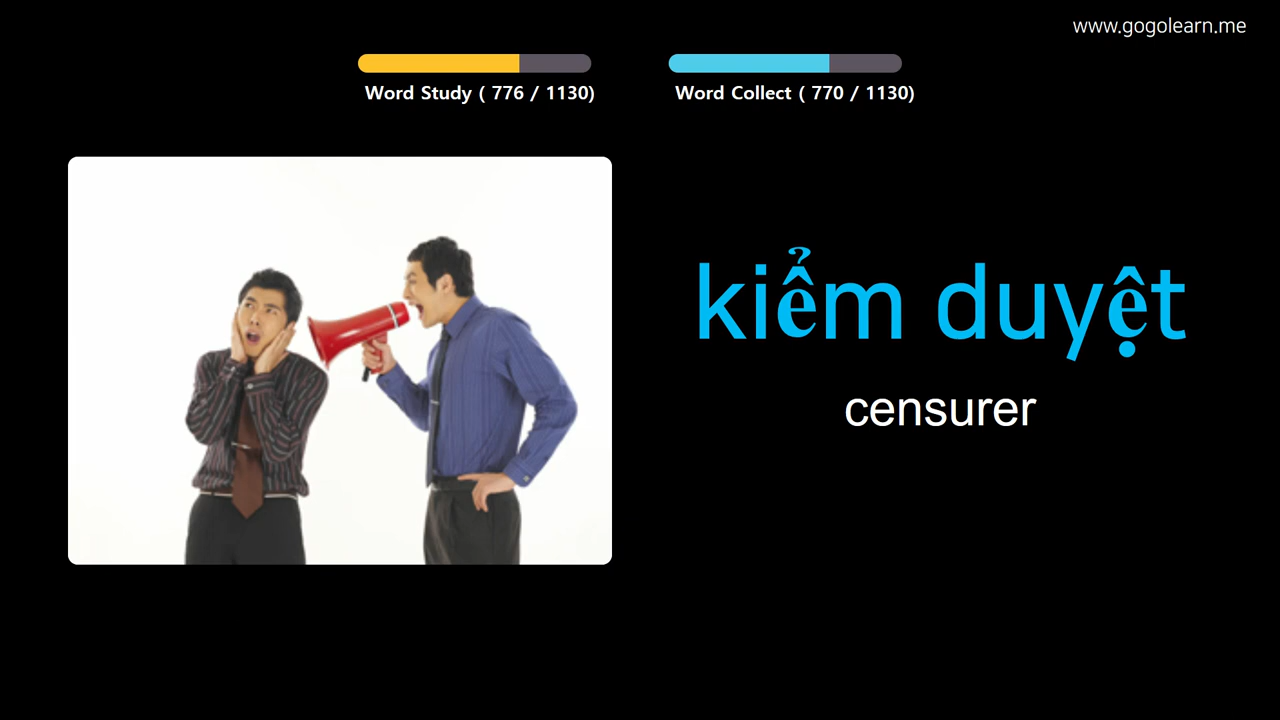 www.gogolearn.me
Word Study ( 776 / 1130)
Word Collect ( 770 / 1130)
kiểm duyệt
censurer